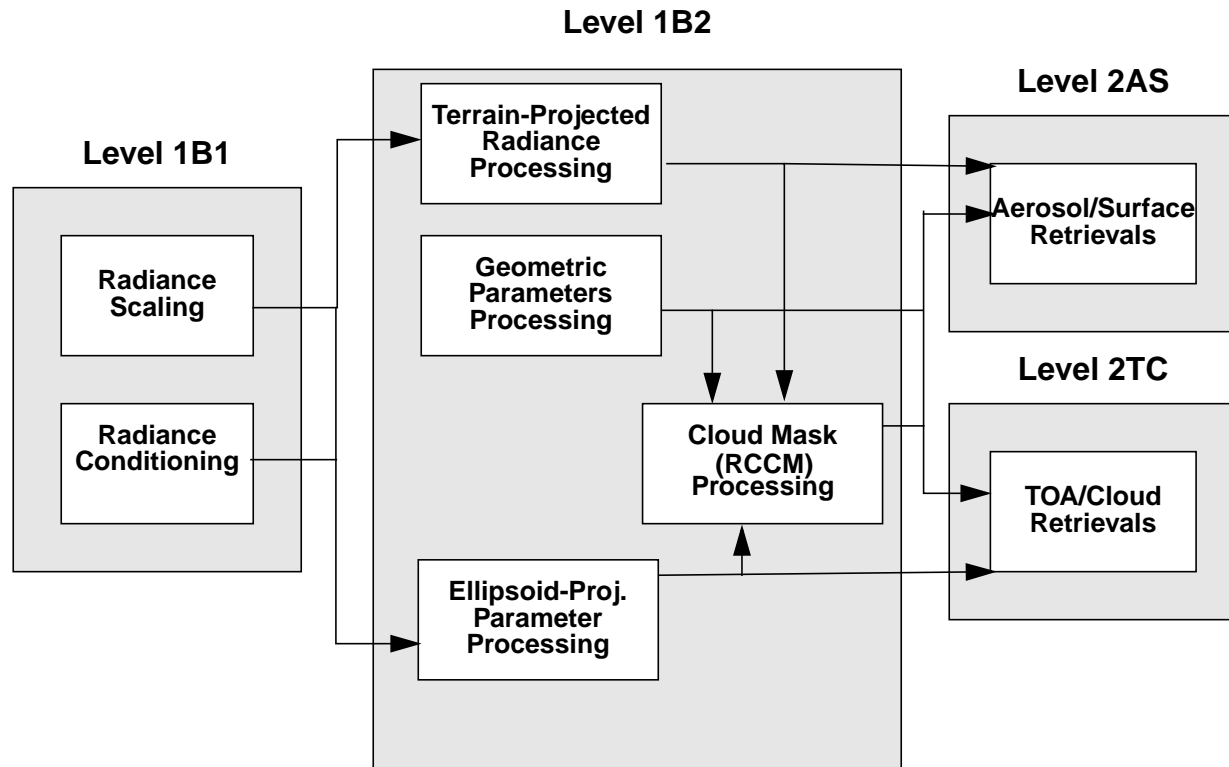 Level 1B2
Level 2AS
Level 1B1
Terrain-Projected
Radiance
Processing
Aerosol/Surface
Retrievals
Radiance
Scaling
Geometric
Parameters
Processing
Level 2TC
Radiance
Conditioning
Cloud Mask
(RCCM)
Processing
TOA/Cloud
Retrievals
Ellipsoid-Proj.
Parameter
Processing